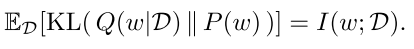 𝔼_𝒟[KL( Q(w|𝒟) ∥ P(w) )] = I(w; 𝒟).